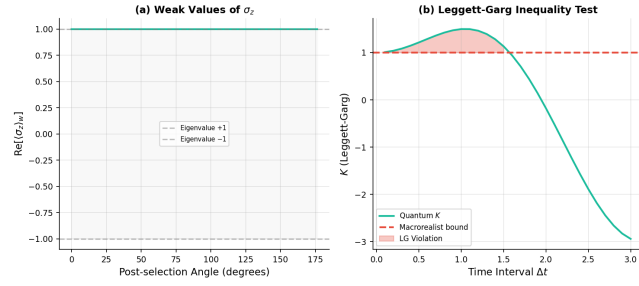 (a) Weak Values of σz
1.00
0.75
0.50
0.25
0.00
−0.25
−0.50
−0.75
−1.00
Re[⟨σz⟩w]
Eigenvalue +1
Eigenvalue −1
0 25 50 75 100 125 150 175
Post-selection Angle (degrees)
(b) Leggett-Garg Inequality Test
1
0
−1
−2
−3
K (Leggett-Garg)
Quantum K
Macrorealist bound
LG Violation
0.0 0.5 1.0 1.5 2.0 2.5 3.0
Time Interval Δt